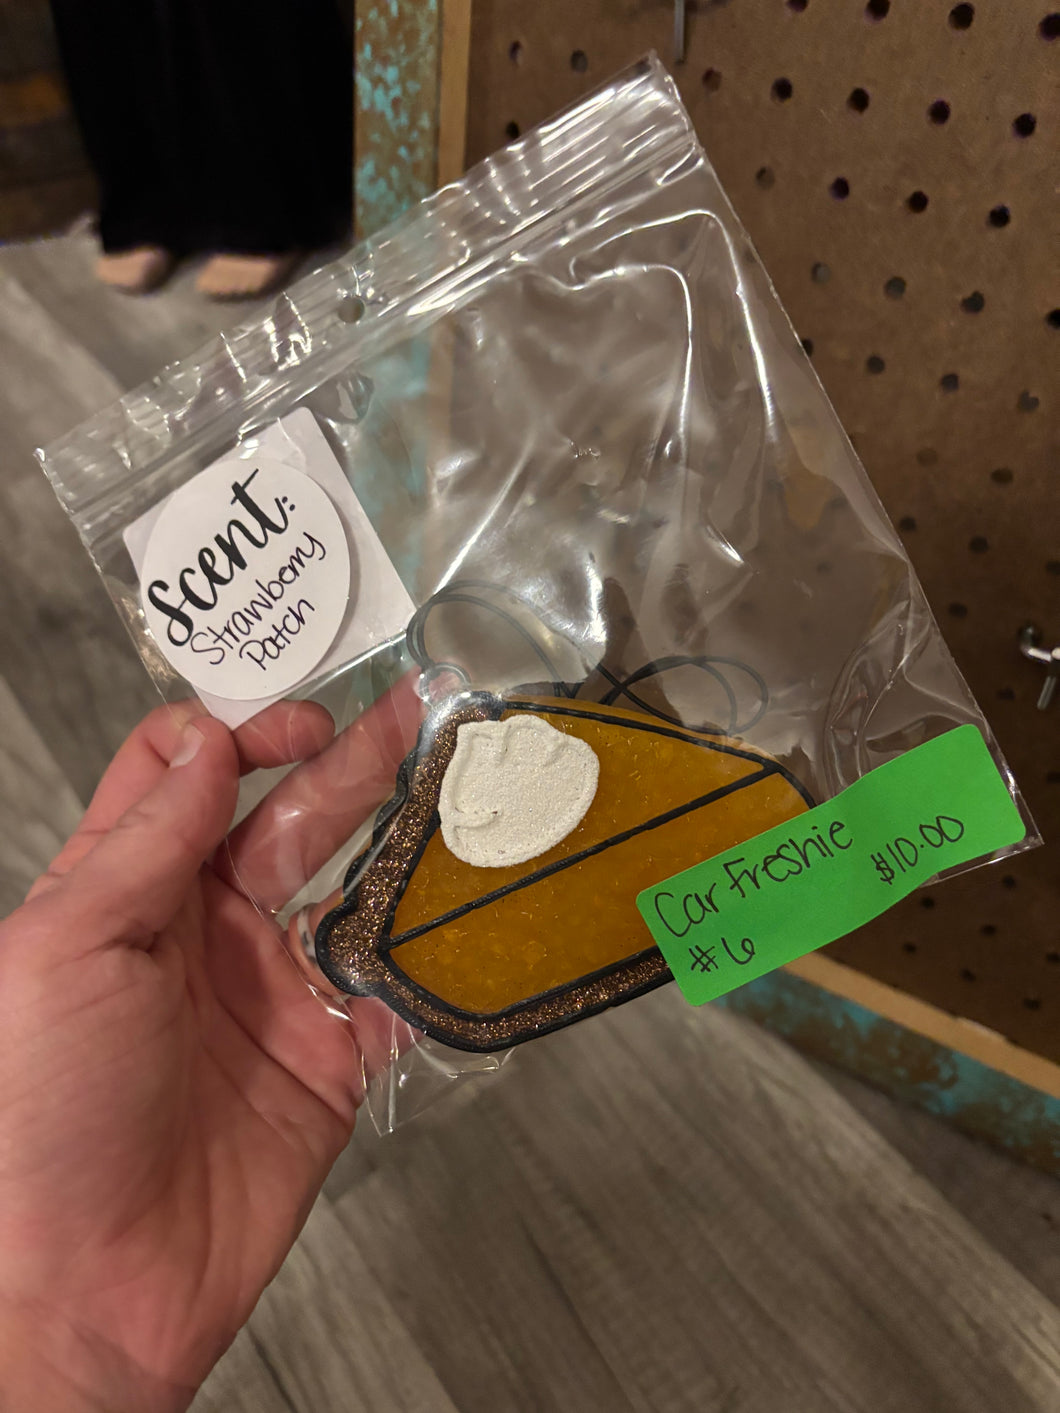 Scent:
Strawberry
Patch
Car Freshie
$10.00
#6